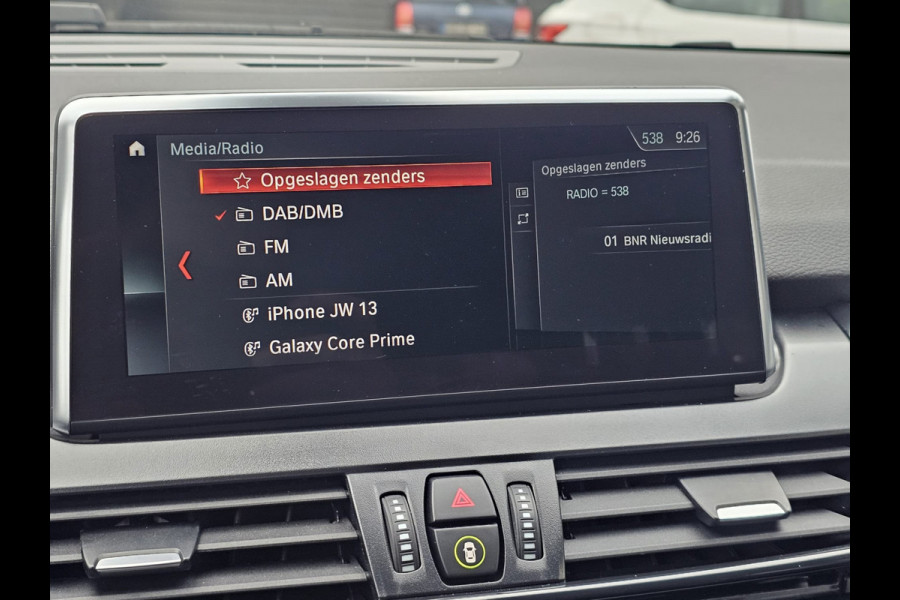 Media/Radio
538 9:26
Opgeslagen zenders
DAB/DMB
FM
AM
iPhone JW 13
Galaxy Core Prime
Opgeslagen zenders
RADIO = 538
01 BNR Nieuwsradi